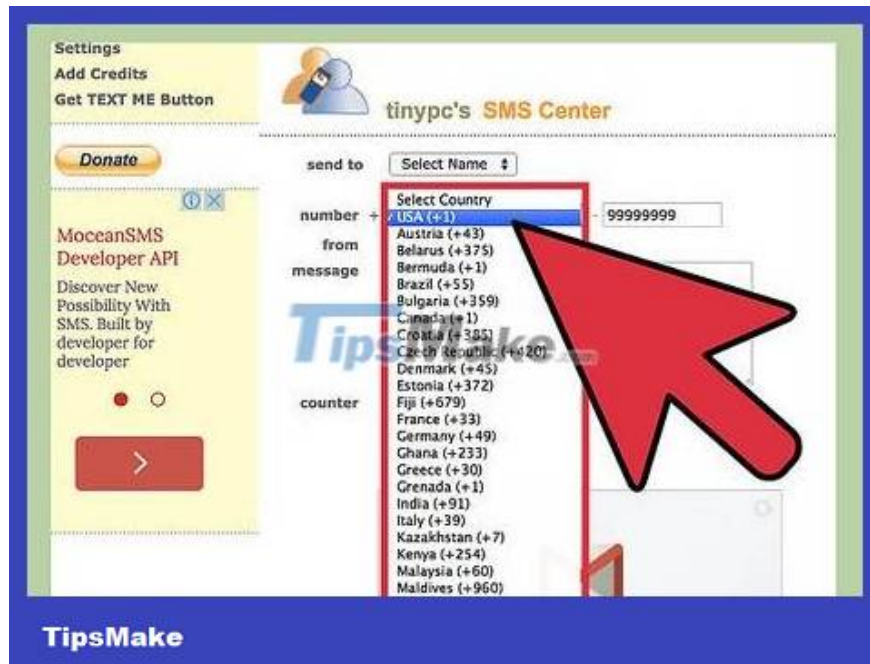 Settings
Add Credits
Get TEXT ME Button
Donate
MoceanSMS
Developer API
Discover New
Possibility With
SMS. Built by
developer for
developer
tinypc's SMS Center
send to Select Name
number + Select Country
✓ USA (+1) - 99999999
from Austria (+43)
Belarus (+375)
message Bermuda (+1)
Brazil (+55)
Bulgaria (+359)
Canada (+1)
Croatia (+385)
Czech Republic (+420)
Denmark (+45)
Estonia (+372)
counter Fiji (+679)
France (+33)
Germany (+49)
Ghana (+233)
Greece (+30)
Grenada (+1)
India (+91)
Italy (+39)
Kazakhstan (+7)
Kenya (+254)
Malaysia (+60)
Maldives (+960)
TipsMake.com
TipsMake